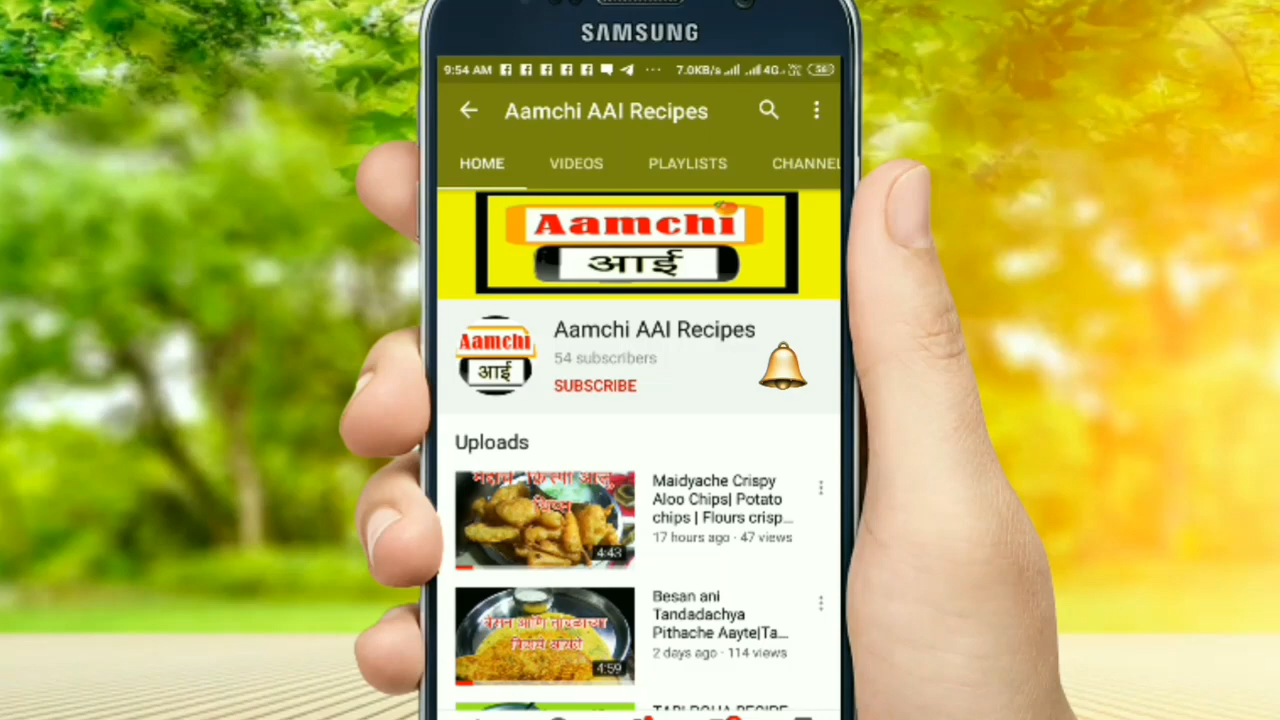 SAMSUNG
9:54 AM 7.0KB/s 4G
Aamchi AAI Recipes
HOME VIDEOS PLAYLISTS CHANNEL
Aamchi
आई
Aamchi
आई
Aamchi AAI Recipes
54 subscribers
SUBSCRIBE
Uploads
4:43
Maidyache Crispy
Aloo Chips| Potato
chips | Flours crisp...
17 hours ago · 47 views
4:59
Besan ani
Tandadachya
Pithache Aayte|Ta...
2 days ago · 114 views